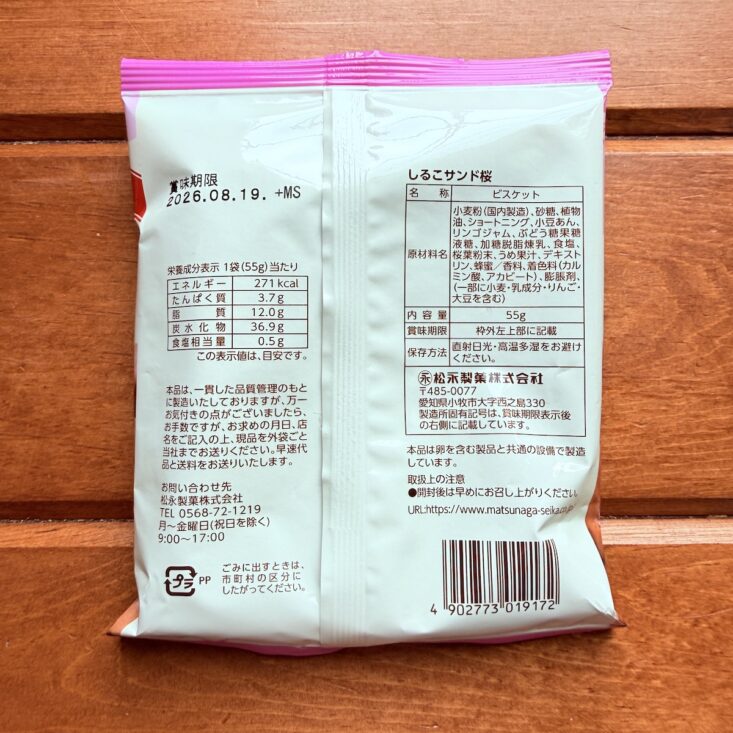 賞味期限
2026.08.19. +MS
栄養成分表示 1袋(55g)当たり
エネルギー 271kcal
たんぱく質 3.7g
脂質 12.0g
炭水化物 36.9g
食塩相当量 0.5g
この表示値は、目安です。
本品は、一貫した品質管理のもと
に製造いたしておりますが、万一
お気付きの点がございましたら、
お手数ですが、お求めの月日、店
名をご記入の上、現品を外袋ごと
当社までお送りください。早速代
品と送料をお送りいたします。
お問い合わせ先
松永製菓株式会社
TEL 0568-72-1219
月〜金曜日(祝日を除く)
9:00〜17:00
プラ PP
ごみに出すときは、
市町村の区分に
したがってください。
しるこサンド桜
名称 ビスケット
原材料名
小麦粉(国内製造)、砂糖、植物
油、ショートニング、小豆あん、
リンゴジャム、ぶどう糖果糖
液糖、加糖脱脂煉乳、食塩、
桜葉粉末、うめ果汁、デキスト
リン、蜂蜜/香料、着色料(カルミ
ン酸、アカビート)、膨脹剤、
(一部に小麦・乳成分・りんご・
大豆を含む)
内容量 55g
賞味期限 枠外左上部に記載
保存方法 直射日光・高温多湿をお避け
ください。
永 松永製菓株式会社
〒485-0077
愛知県小牧市大字西之島330
製造所固有記号は、賞味期限表示後
の右側に記載しています。
本品は卵を含む製品と共通の設備で製造
しています。
取扱上の注意
●開封後は早めにお召し上がりください。
URL:https://www.matsunaga-seika.co.jp/
4 902773 019172